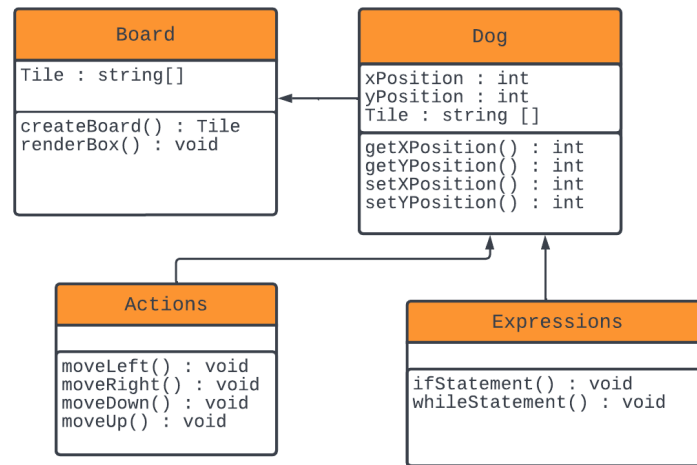 Board
Tile : string[]
createBoard() : Tile
renderBox() : void
Dog
xPosition : int
yPosition : int
Tile : string []
getXPosition() : int
getYPosition() : int
setXPosition() : int
setYPosition() : int
Actions
moveLeft() : void
moveRight() : void
moveDown() : void
moveUp() : void
Expressions
ifStatement() : void
whileStatement() : void